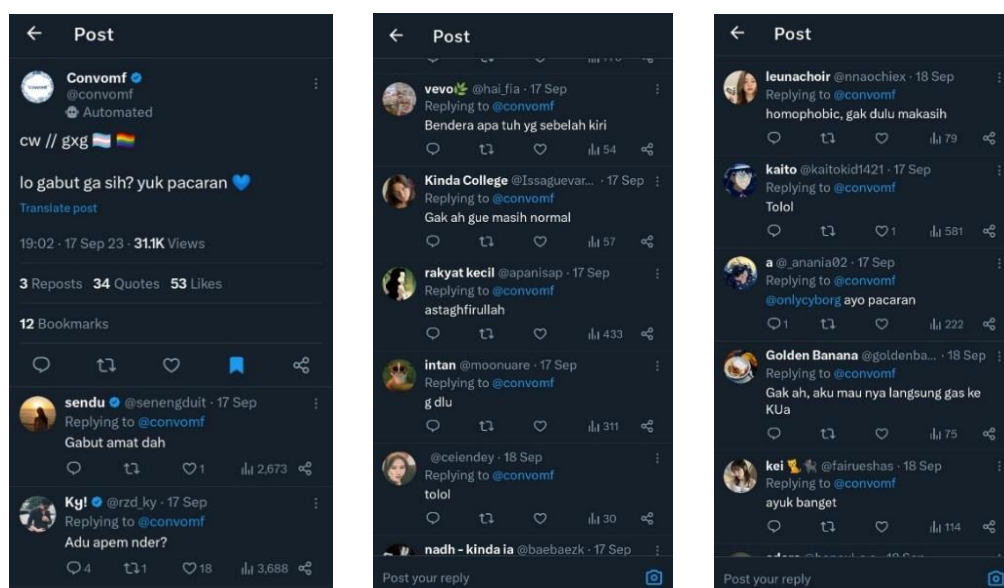 Post
Convomf
@convomf
Automated
cw // gxg
lo gabut ga sih? yuk pacaran 💙
Translate post
19:02 · 17 Sep 23 · 31.1K Views
3 Reposts 34 Quotes 53 Likes
12 Bookmarks
sendu @senengduit · 17 Sep
Replying to @convomf
Gabut amat dah
1 2,673
Ky! @rzd_ky · 17 Sep
Replying to @convomf
Adu apem nder?
4 1 18 3,688
Post
vevo @hai_fia · 17 Sep
Replying to @convomf
Bendera apa tuh yg sebelah kiri
54
Kinda College @Issaguevar... · 17 Sep
Replying to @convomf
Gak ah gue masih normal
57
rakyat kecil @apanisap · 17 Sep
Replying to @convomf
astaghfirullah
433
intan @moonuare · 17 Sep
Replying to @convomf
g dlu
311
@ceiendey · 18 Sep
Replying to @convomf
tolol
30
nadh - kinda ia @baebaezk · 17 Sep
Post your reply
Post
leunachoir @nnaochiex · 18 Sep
Replying to @convomf
homophobic, gak dulu makasih
79
kaito @kaitokid1421 · 17 Sep
Replying to @convomf
Tolol
1 581
a @_anania02 · 17 Sep
Replying to @convomf
@onlycyborg ayo pacaran
1 222
Golden Banana @goldenba... · 18 Sep
Replying to @convomf
Gak ah, aku mau nya langsung gas ke
KUa
75
kei @fairueshas · 18 Sep
Replying to @convomf
ayuk banget
114
Post your reply